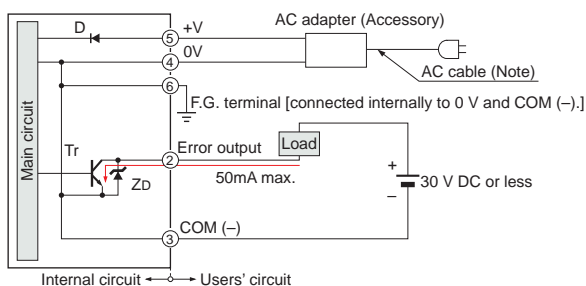 AC adapter (Accessory)
D
+V
5
0V
4
AC cable (Note)
6
F.G. terminal [connected internally to 0 V and COM (–).]
Main circuit
Tr
Error output
Load
2
ZD
50mA max.
+
30 V DC or less
–
COM (–)
3
Internal circuit
Users' circuit